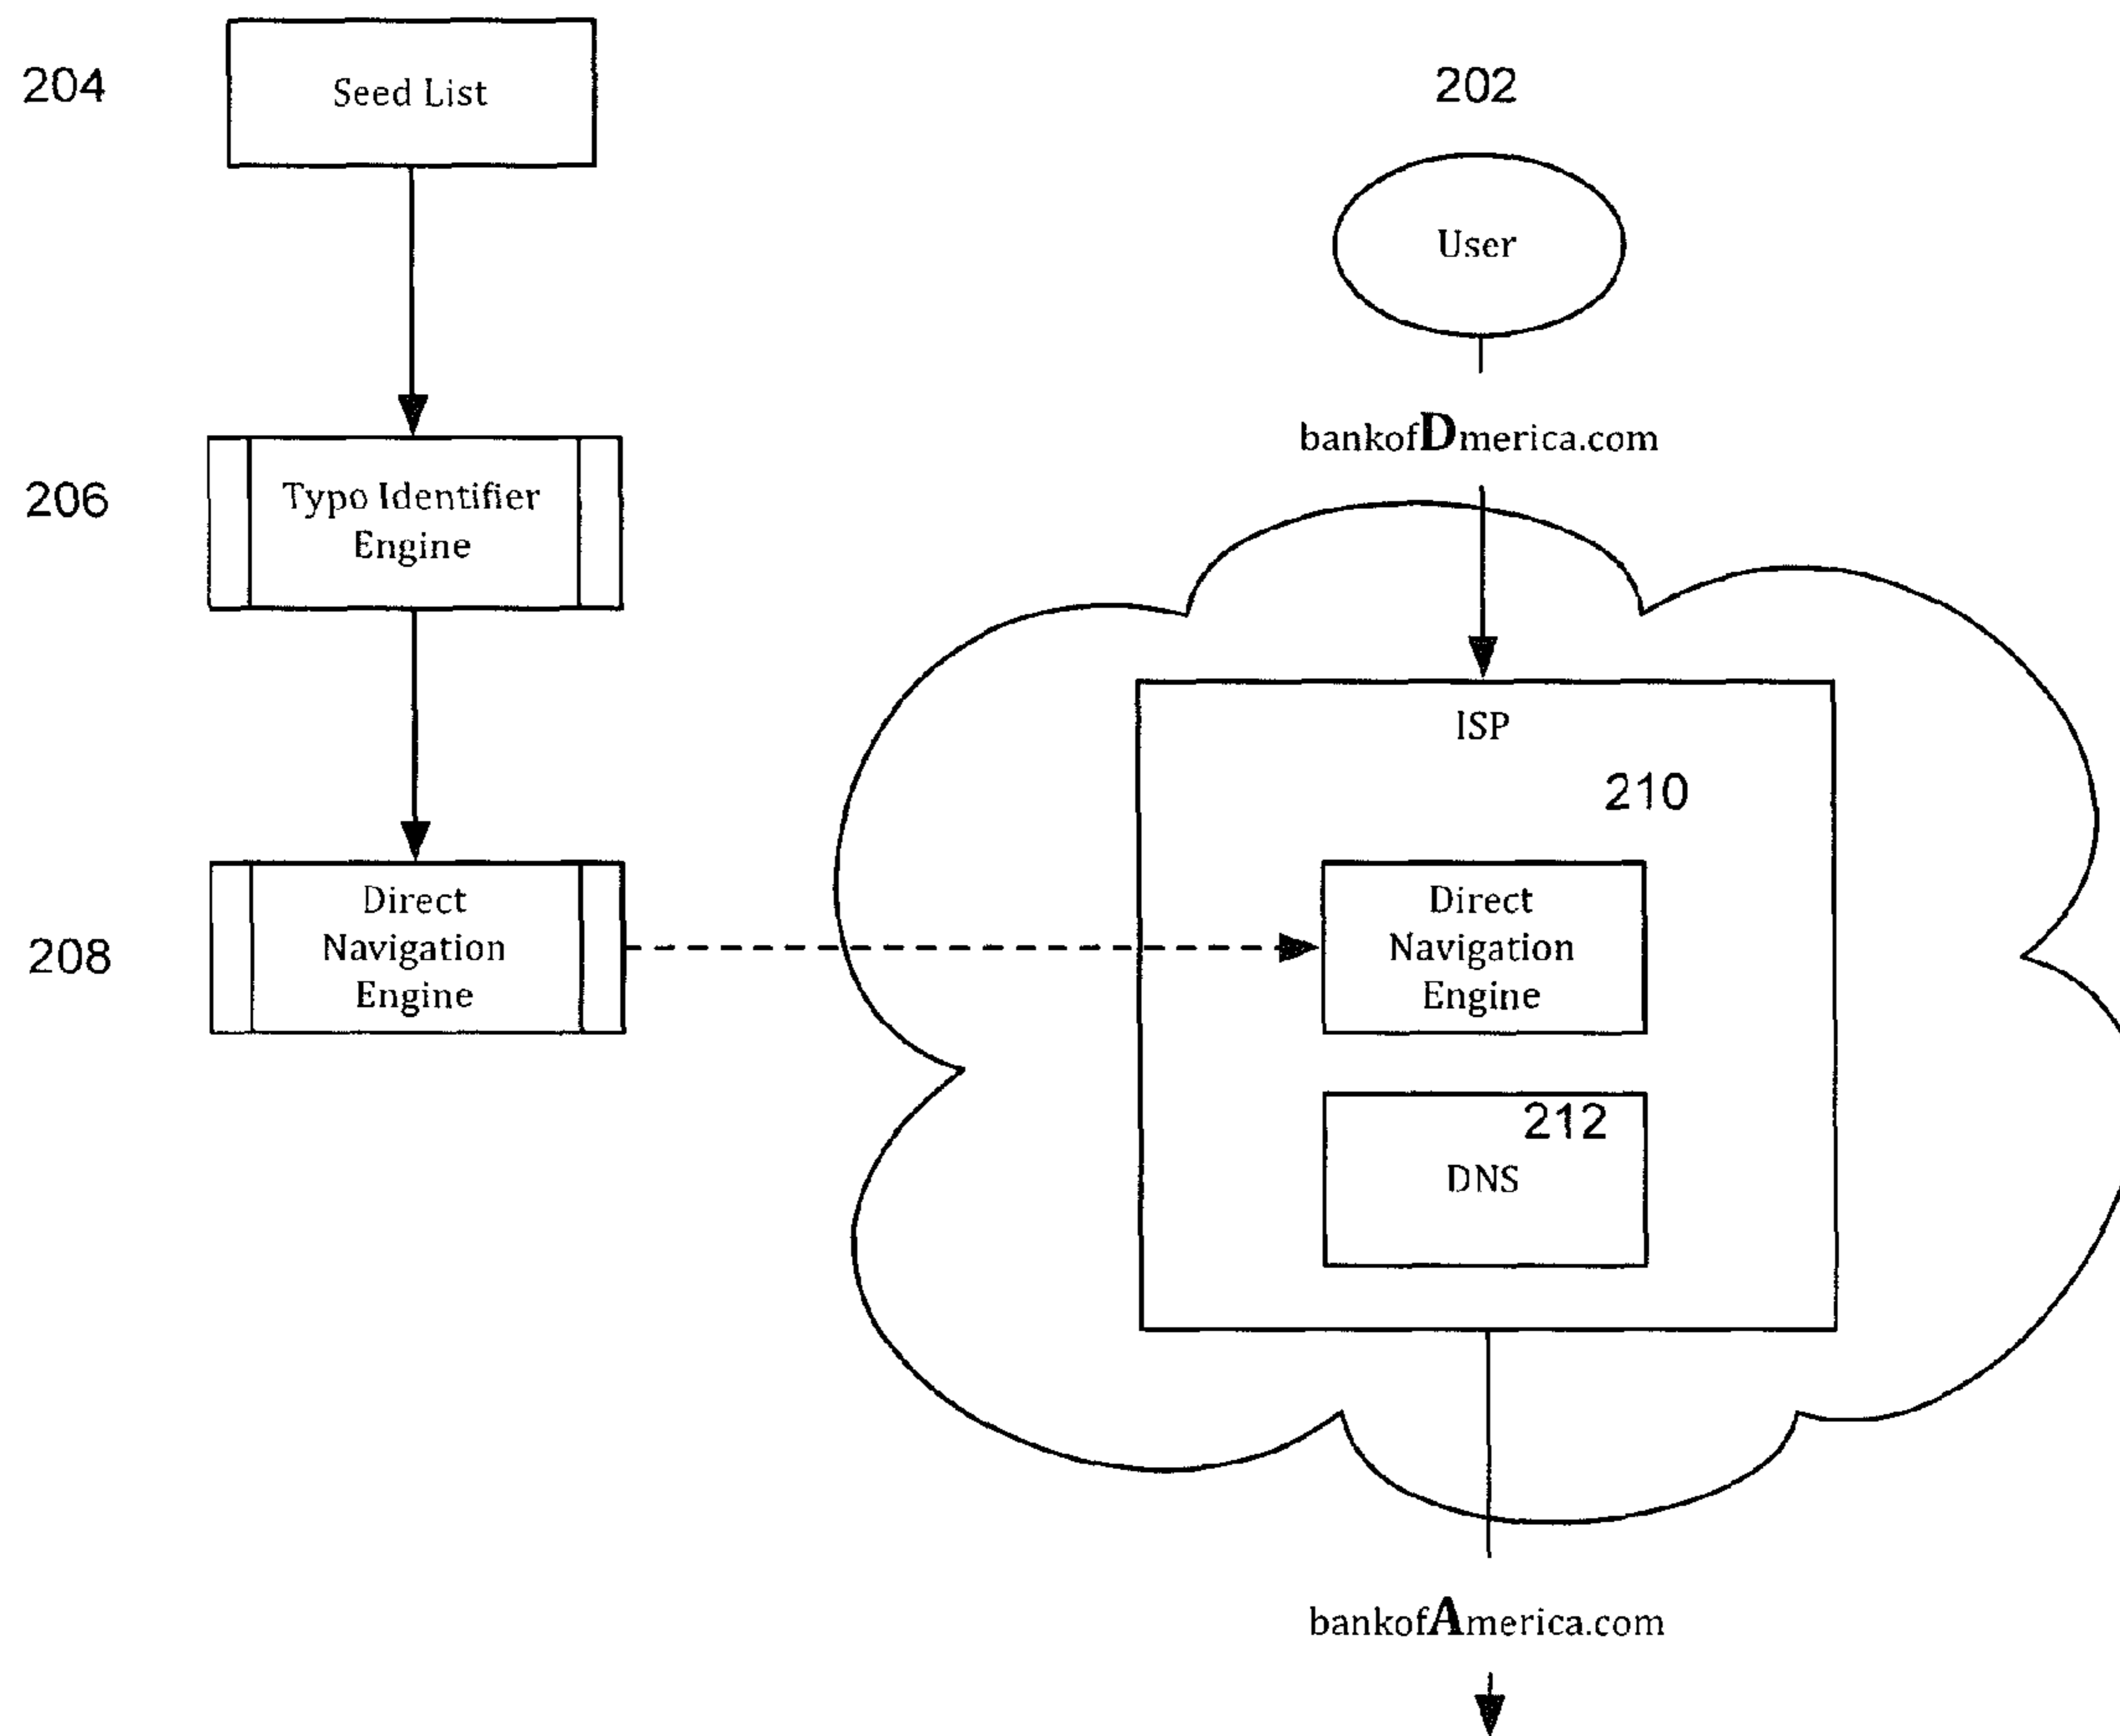 204
Seed List
202
User
bankofDmerica.com
206
Typo Identifier
Engine
ISP
210
208
Direct
Navigation
Engine
Direct
Navigation
Engine
212
DNS
bankofAmerica.com